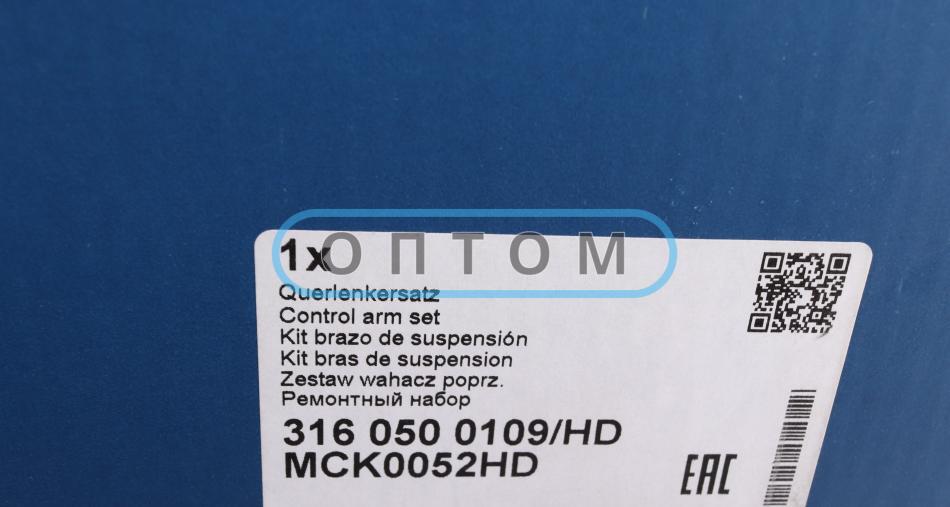 1x
ОПТОМ
Querlenkersatz
Control arm set
Kit brazo de suspensión
Kit bras de suspension
Zestaw wahacz poprz.
Ремонтный набор
316 050 0109/HD
MCK0052HD
EAC